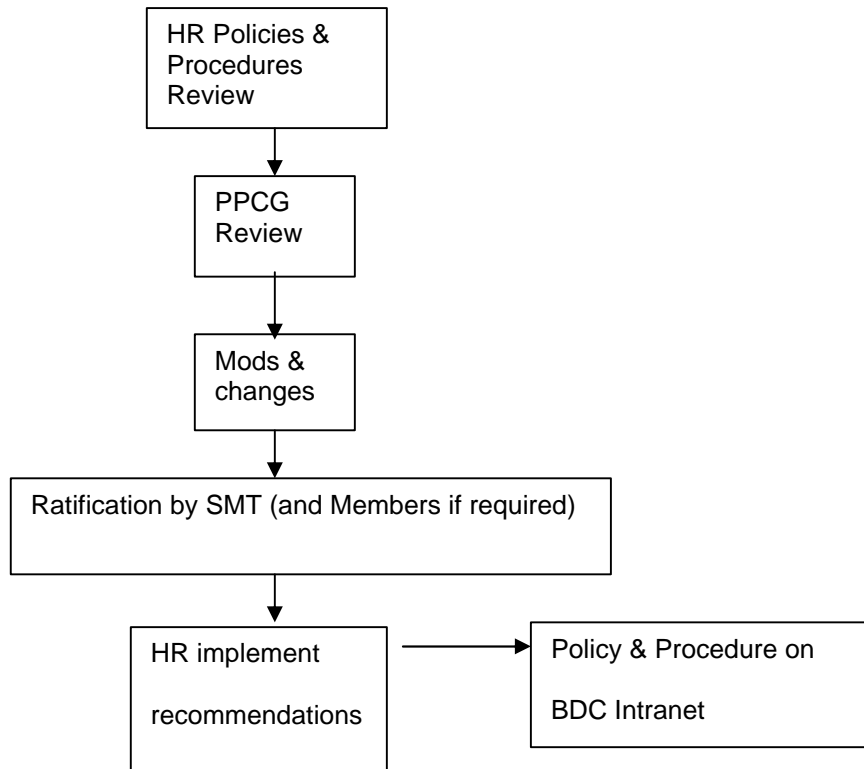 HR Policies &
Procedures
Review
PPCG
Review
Mods &
changes
Ratification by SMT (and Members if required)
HR implement
recommendations
Policy & Procedure on
BDC Intranet